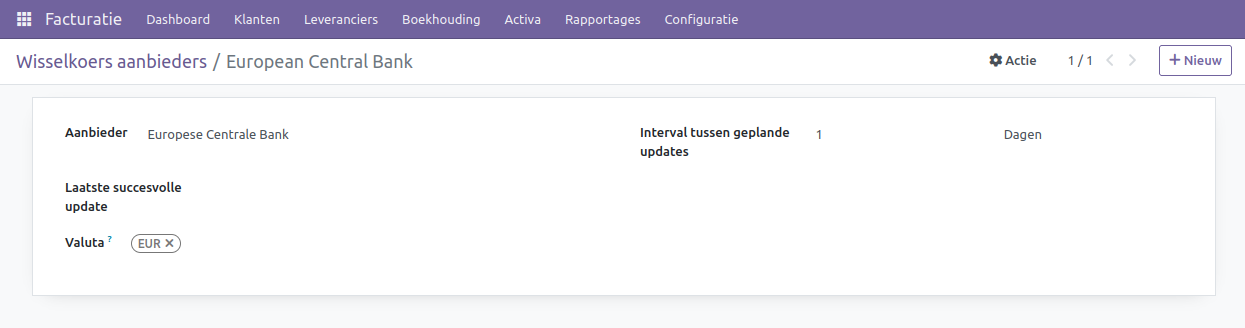 Facturatie Dashboard Klanten Leveranciers Boekhouding Activa Rapportages Configuratie
Wisselkoers aanbieders / European Central Bank Actie 1 / 1 + Nieuw
Aanbieder Europese Centrale Bank
Interval tussen geplande updates 1 Dagen
Laatste succesvolle
update
Valuta ? EUR ×